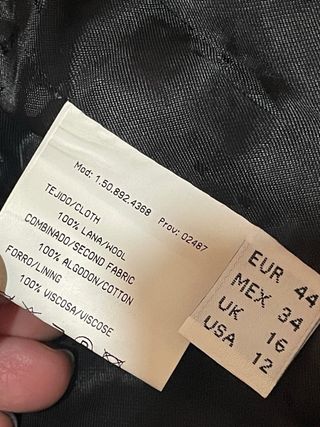 Mod: 1.50.892.4368 Prov: 02487
TEJIDO/CLOTH
100% LANA/WOOL
COMBINADO/SECOND FABRIC
100% ALGODON/COTTON
FORRO/LINING
100% VISCOSA/VISCOSE
EUR 44
MEX 34
UK 16
USA 12